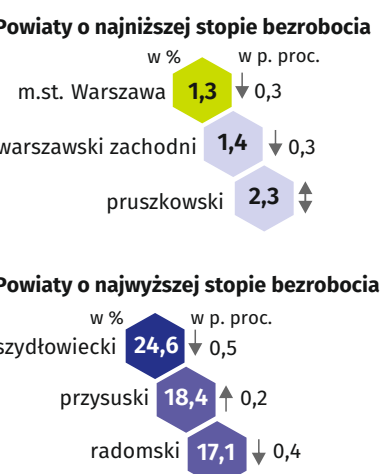 Powiaty o najniższej stopie bezrobocia
w % w p. proc.
m.st. Warszawa 1,3 0,3
warszawski zachodni 1,4 0,3
pruszkowski 2,3
Powiaty o najwyższej stopie bezrobocia
w % w p. proc.
szydłowiecki 24,6 0,5
przysuski 18,4 0,2
radomski 17,1 0,4